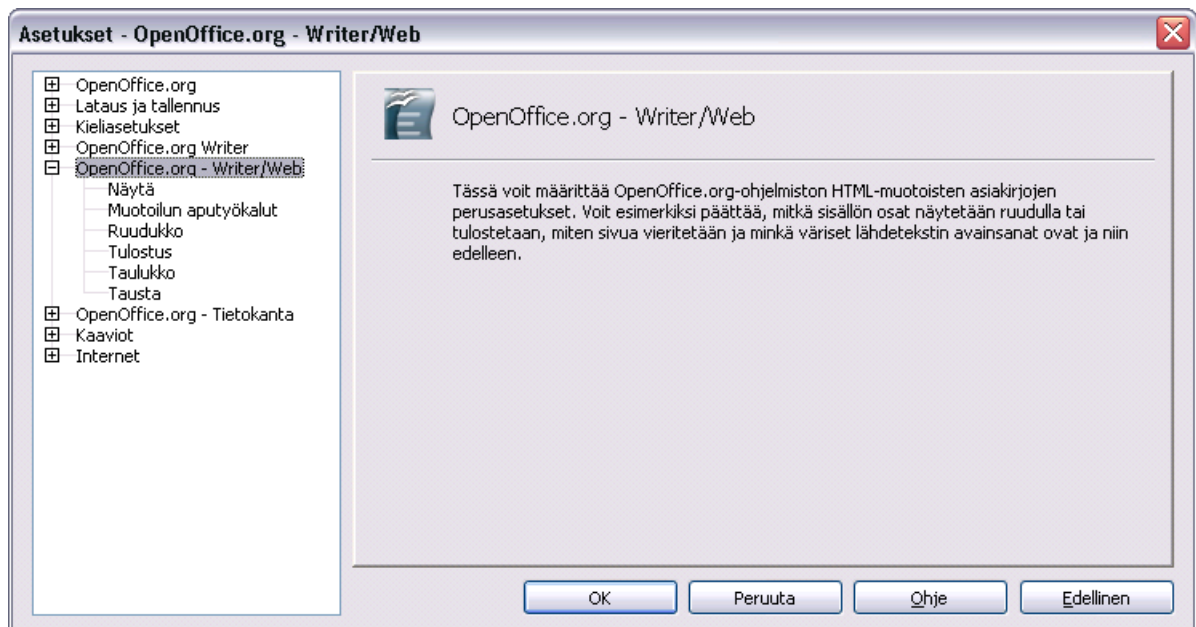 Asetukset - OpenOffice.org - Writer/Web
OpenOffice.org
Lataus ja tallennus
Kieliasetukset
OpenOffice.org Writer
OpenOffice.org - Writer/Web
Näytä
Muotoilun aputyökalut
Ruudukko
Tulostus
Taulukko
Tausta
OpenOffice.org - Tietokanta
Kaaviot
Internet
OpenOffice.org - Writer/Web
Tässä voit määrittää OpenOffice.org-ohjelmiston HTML-muotoisten asiakirjojen
perusasetukset. Voit esimerkiksi päättää, mitkä sisällön osat näytetään ruudulla tai
tulostetaan, miten sivua vieritetään ja minkä väriset lähdetekstin avainsanat ovat ja niin
edelleen.
OK
Peruuta
Ohje
Edellinen